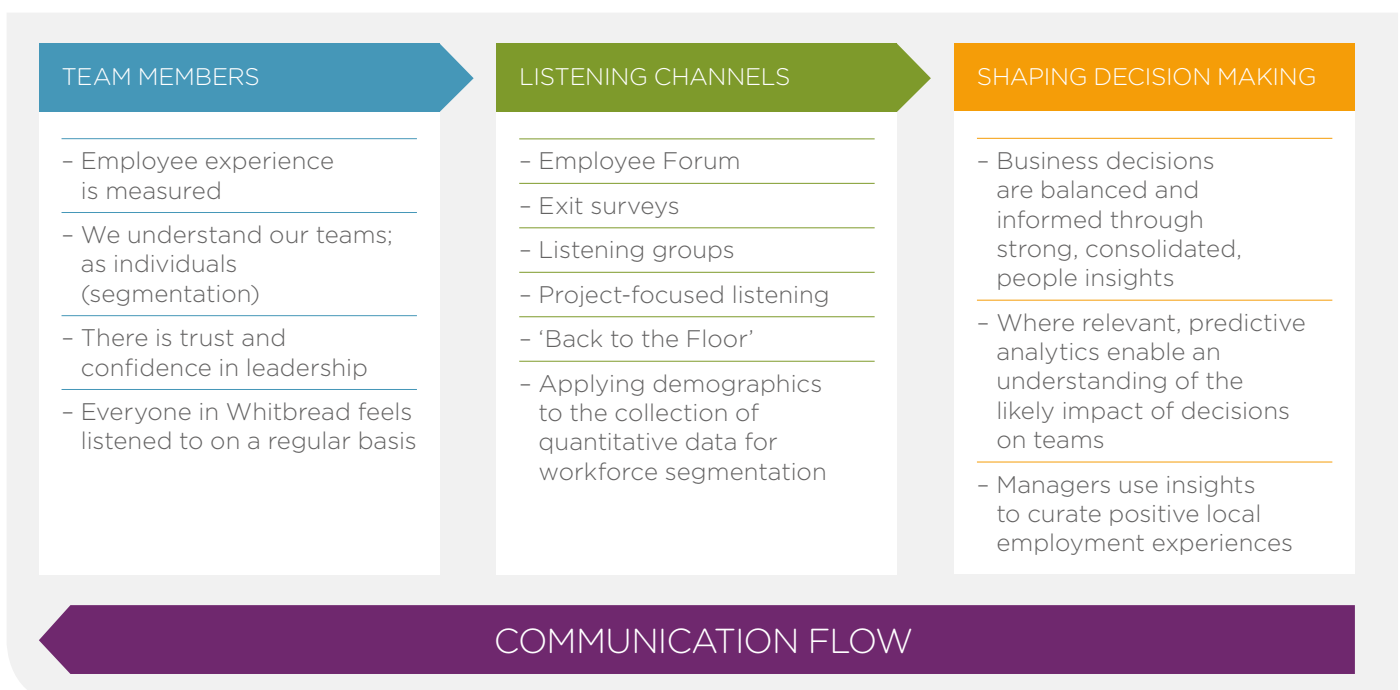 TEAM MEMBERS
– Employee experience
is measured
– We understand our teams;
as individuals
(segmentation)
– There is trust and
confidence in leadership
– Everyone in Whitbread feels
listened to on a regular basis
LISTENING CHANNELS
– Employee Forum
– Exit surveys
– Listening groups
– Project-focused listening
– ‘Back to the Floor’
– Applying demographics
to the collection of
quantitative data for
workforce segmentation
SHAPING DECISION MAKING
– Business decisions
are balanced and
informed through
strong, consolidated,
people insights
– Where relevant, predictive
analytics enable an
understanding of the
likely impact of decisions
on teams
– Managers use insights
to curate positive local
employment experiences
COMMUNICATION FLOW